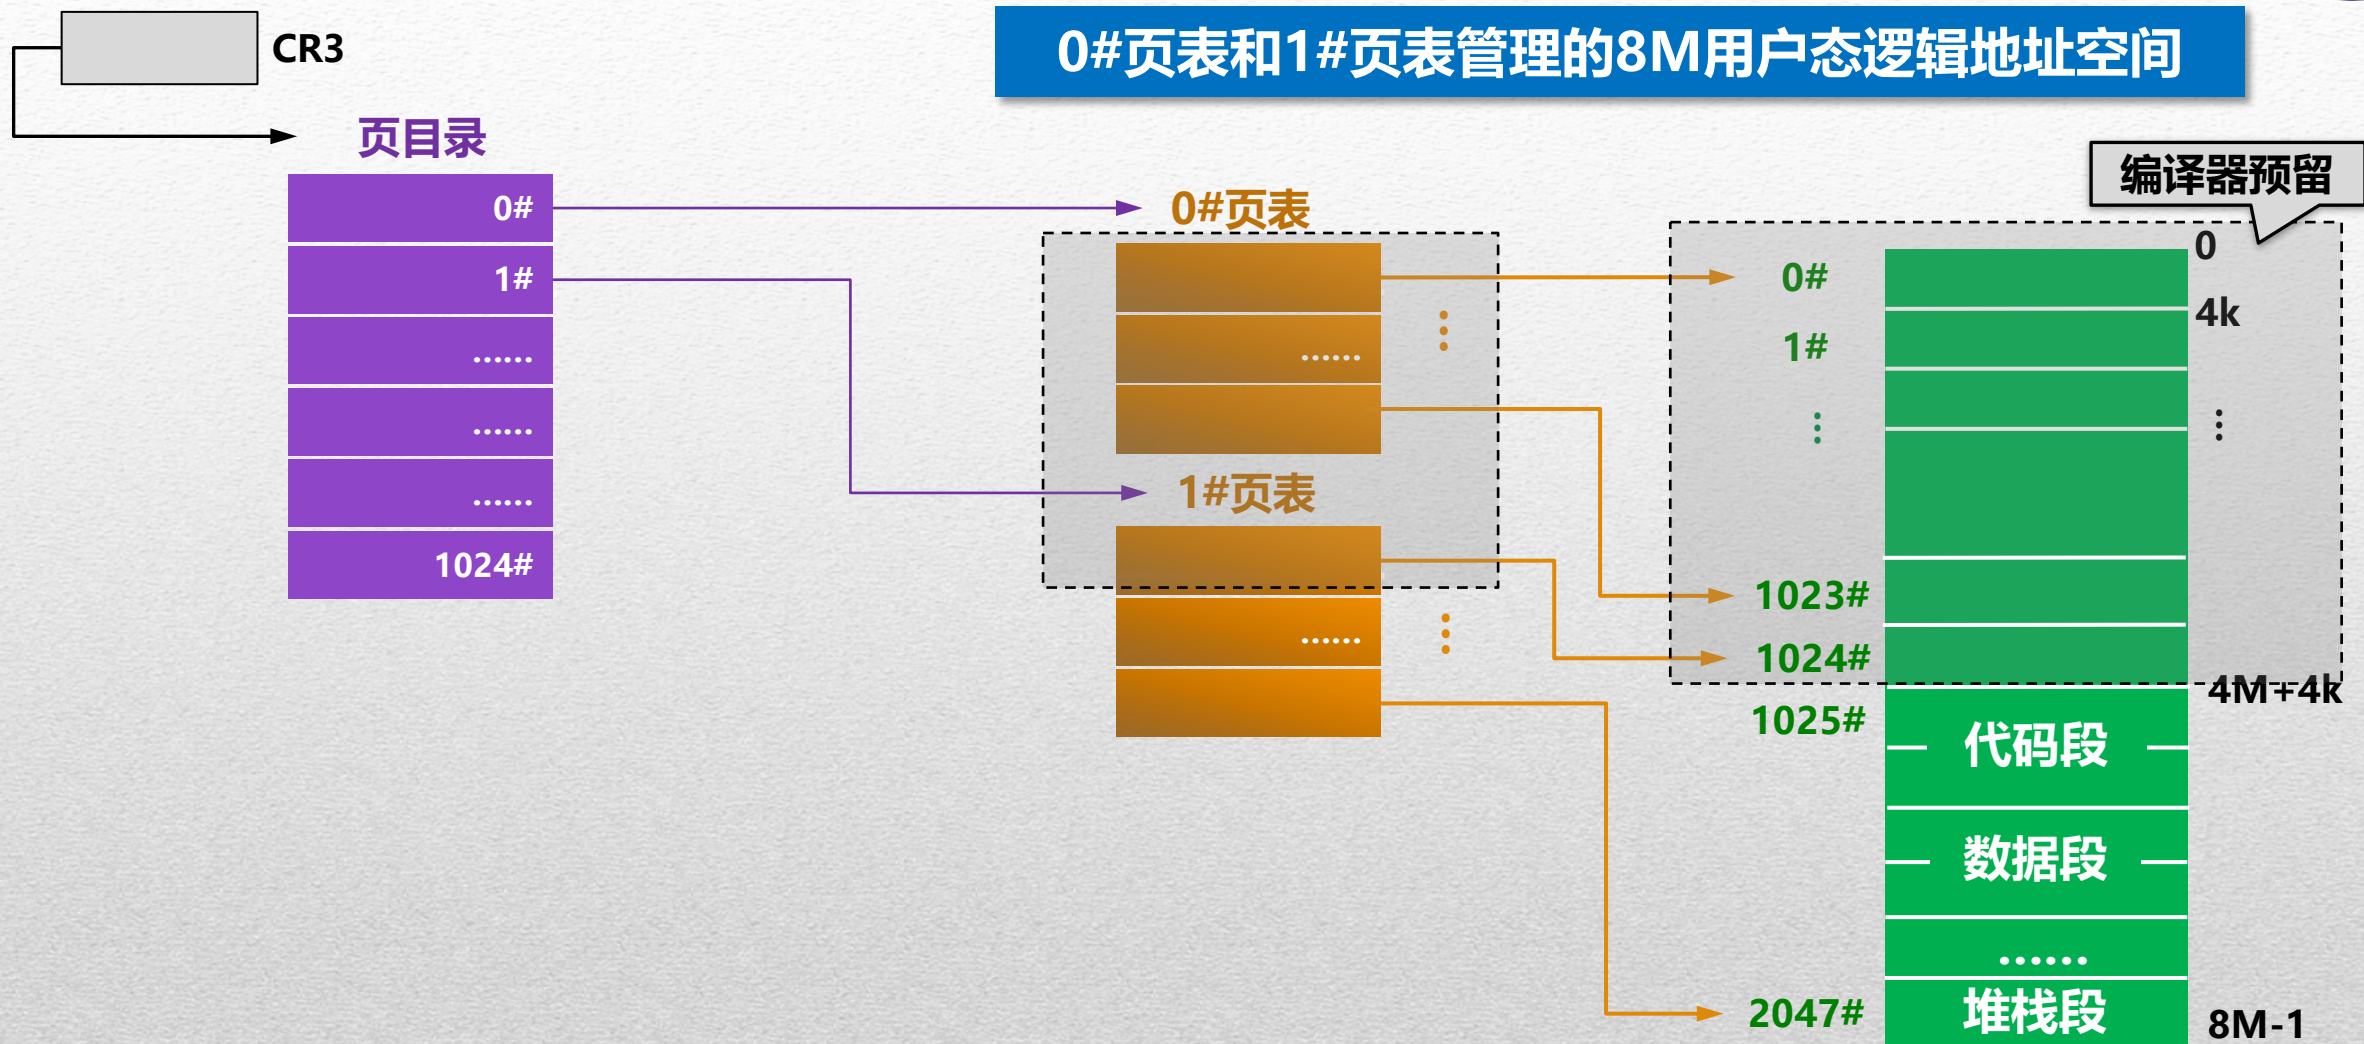 CR3
0#页表和1#页表管理的8M用户态逻辑地址空间
页目录
0#
1#
......
......
......
1024#
0#页表
......
1#页表
......
编译器预留
0#
1#
1023#
1024#
1025#
2047#
代码段
数据段
......
堆栈段
0
4k
4M+4k
8M-1